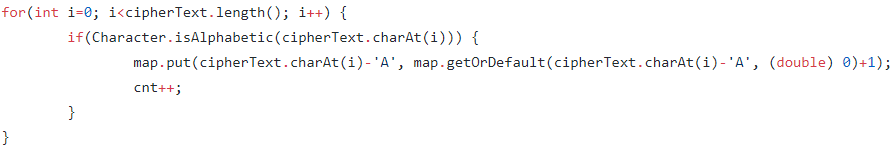 for(int i=0; i<cipherText.length(); i++) {
        if(Character.isAlphabetic(cipherText.charAt(i))) {
                map.put(cipherText.charAt(i)-'A', map.getOrDefault(cipherText.charAt(i)-'A', (double) 0)+1);
                cnt++;
        }
}